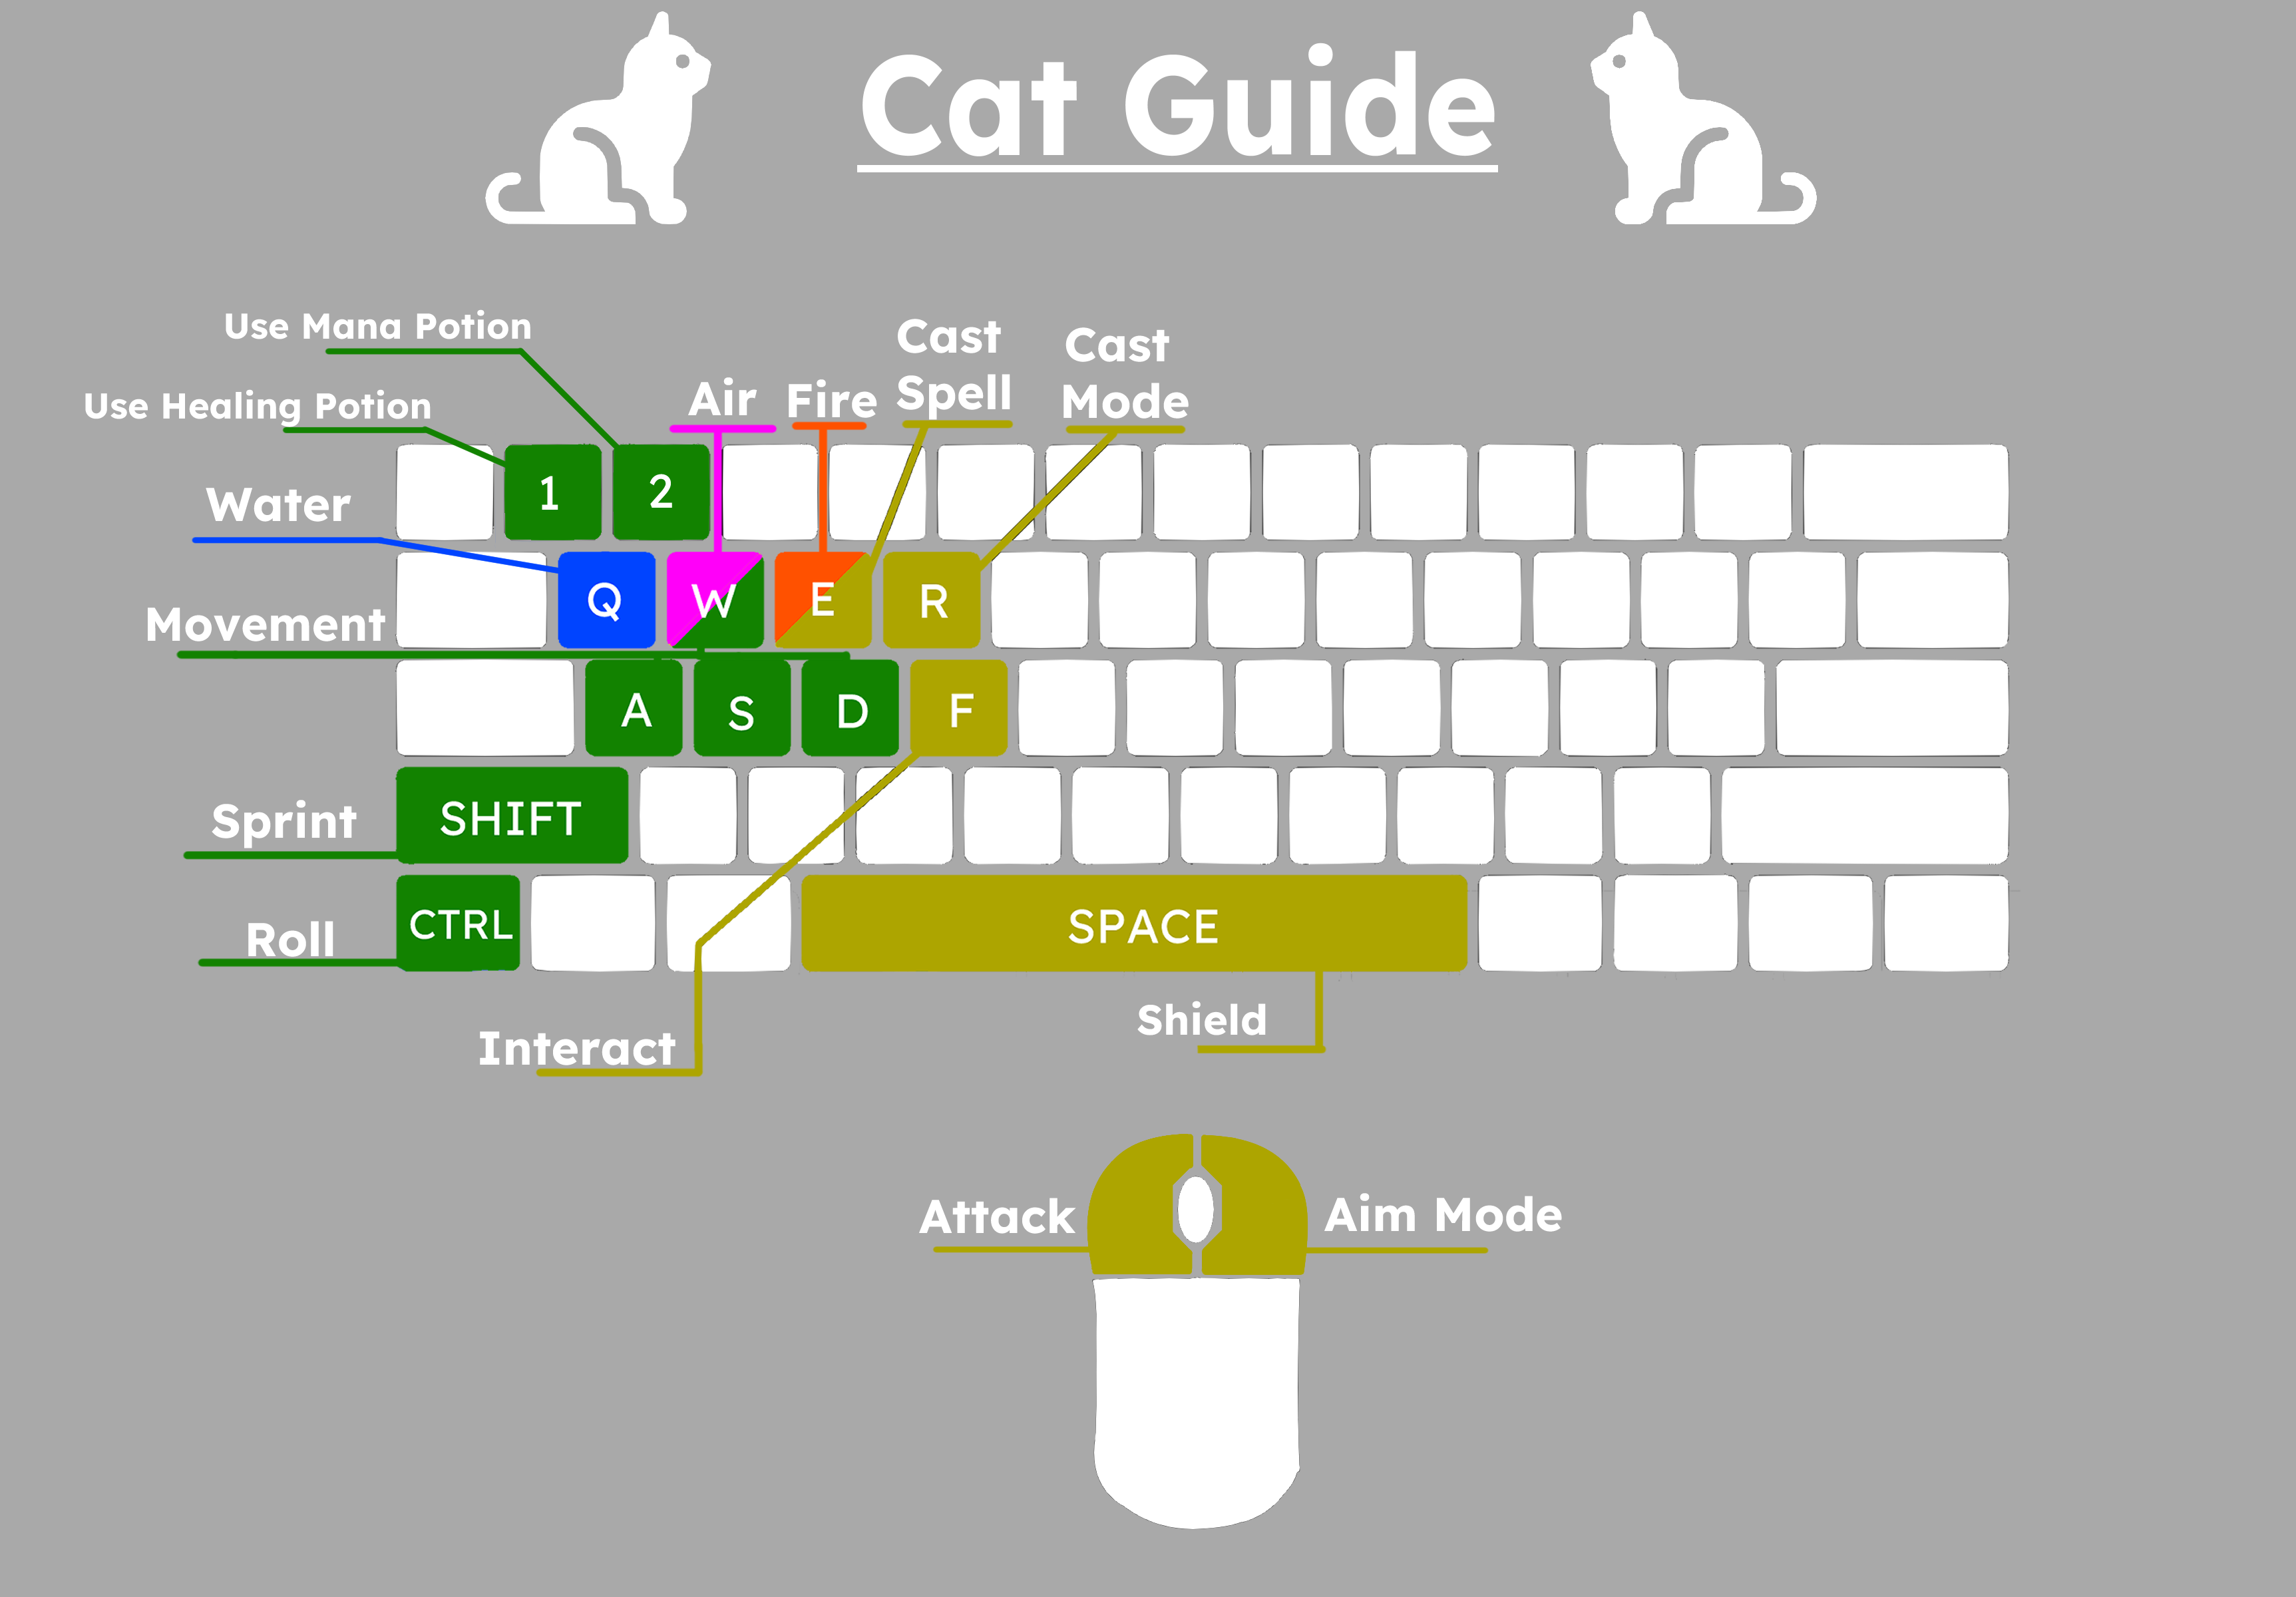 Cat Guide
Use Mana Potion
Cast
Spell
Cast
Mode
Use Healing Potion
Air
Fire
Water
1
2
Movement
Q
W
E
R
A
S
D
F
Sprint
SHIFT
Roll
CTRL
SPACE
Interact
Shield
Attack
Aim Mode